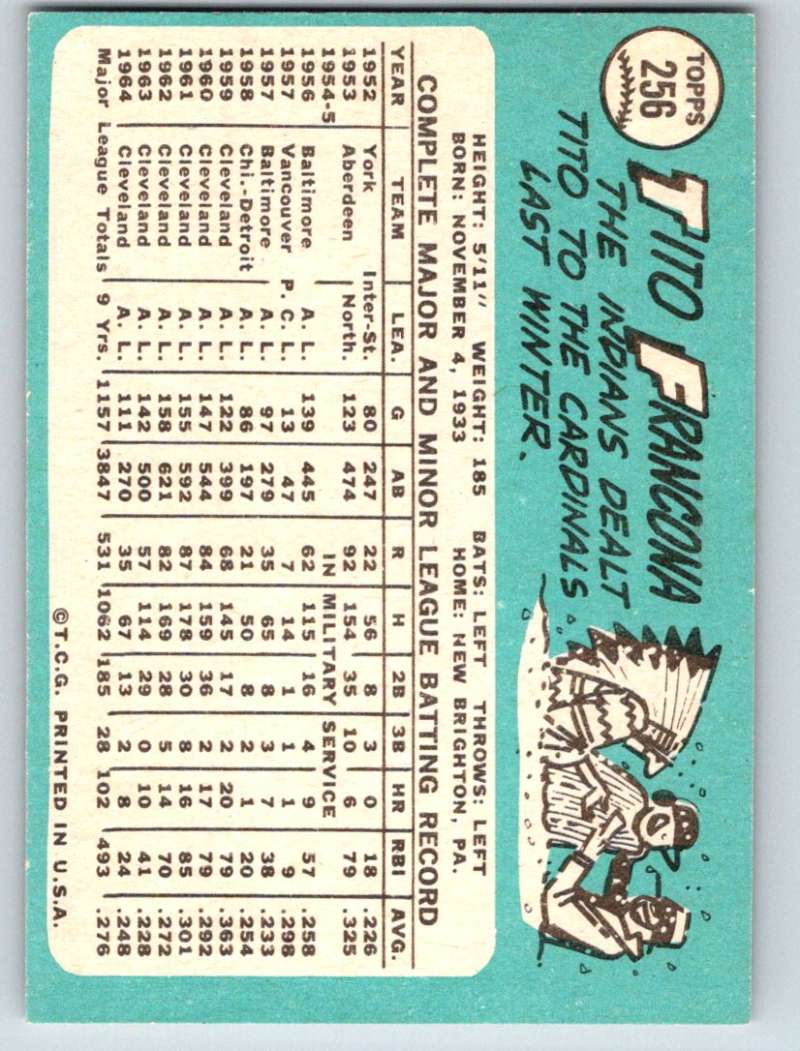 TOPPS
256
TITO FRANCONA
THE INDIANS DEALT
TITO TO THE CARDINALS
LAST WINTER.
HEIGHT: 5'11" WEIGHT: 185 BATS: LEFT THROWS: LEFT
BORN: NOVEMBER 4, 1933 HOME: NEW BRIGHTON, PA.
COMPLETE MAJOR AND MINOR LEAGUE BATTING RECORD
YEAR TEAM LEA. G AB R H 2B 3B HR RBI AVG.
1952 York Inter-St. 80 247 22 56 8 3 0 18 .226
1953 Aberdeen North. 123 474 92 154 35 10 6 79 .325
1954-5 IN MILITARY SERVICE
1956 Baltimore A. L. 139 445 62 115 16 4 9 57 .258
1957 Vancouver P. C. L. 13 47 7 14 1 1 1 9 .298
1957 Baltimore A. L. 97 279 35 65 8 3 7 38 .233
1958 Chi.-Detroit A. L. 86 197 21 50 8 2 1 20 .254
1959 Cleveland A. L. 122 399 68 145 17 2 20 79 .363
1960 Cleveland A. L. 147 544 84 159 36 2 17 79 .292
1961 Cleveland A. L. 155 592 87 178 30 8 16 85 .301
1962 Cleveland A. L. 158 621 82 169 28 5 14 70 .272
1963 Cleveland A. L. 142 500 57 114 29 0 10 41 .228
1964 Cleveland A. L. 111 270 35 67 13 2 8 24 .248
Major League Totals 9 Yrs. 1157 3847 531 1062 185 28 102 493 .276
©T.C.G. PRINTED IN U.S.A.